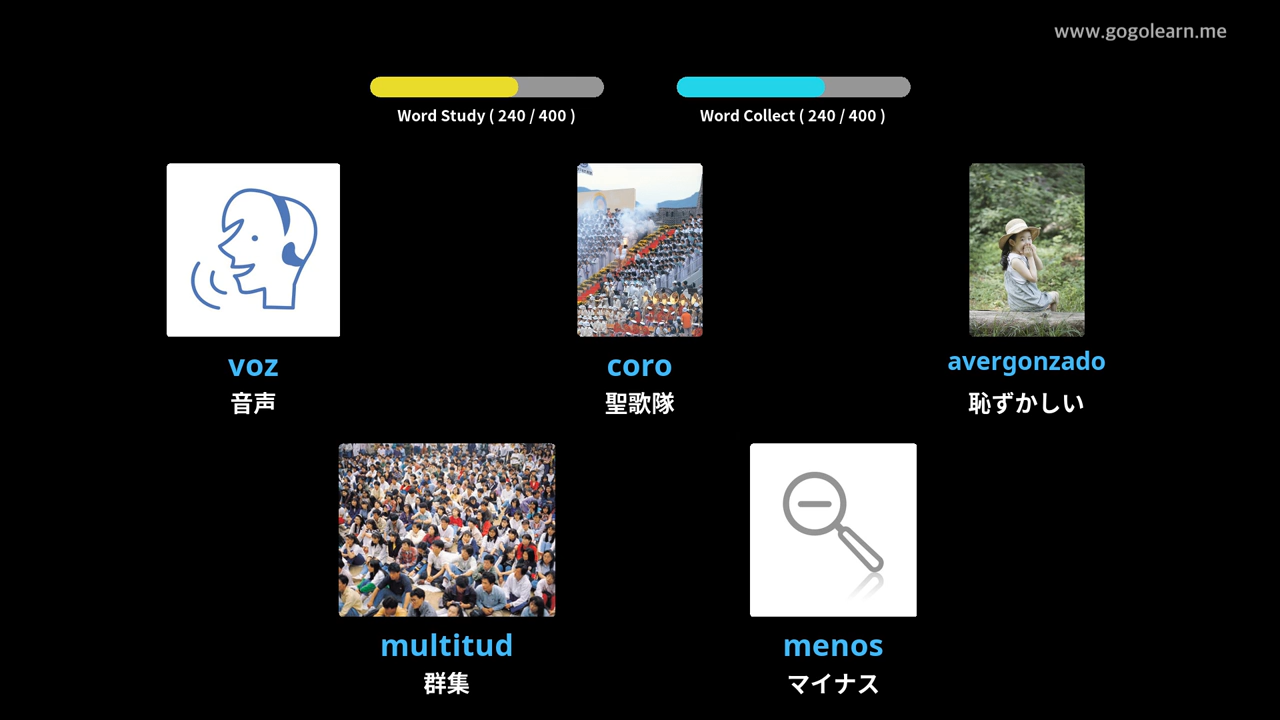 www.gogolearn.me
Word Study ( 240 / 400 )
Word Collect ( 240 / 400 )
voz
音声
coro
聖歌隊
avergonzado
恥ずかしい
multitud
群集
menos
マイナス